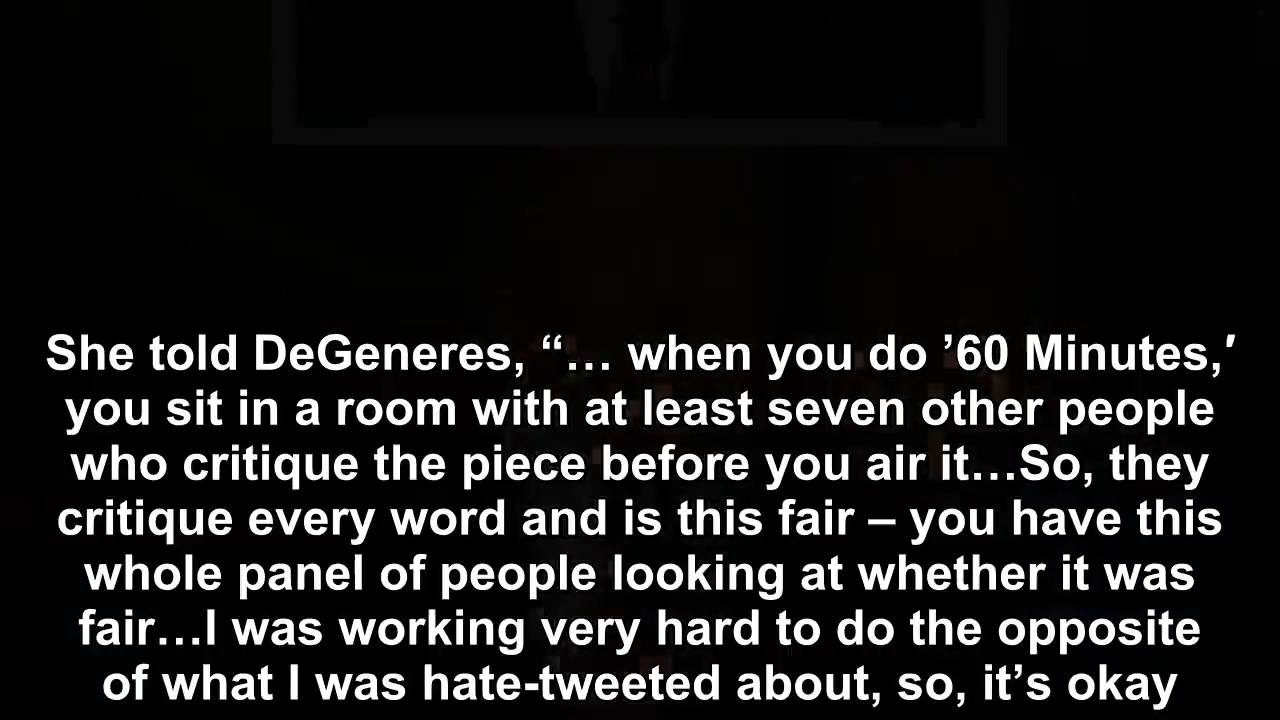 She told DeGeneres, “… when you do ’60 Minutes,′
you sit in a room with at least seven other people
who critique the piece before you air it…So, they
critique every word and is this fair – you have this
whole panel of people looking at whether it was
fair…I was working very hard to do the opposite
of what I was hate-tweeted about, so, it’s okay